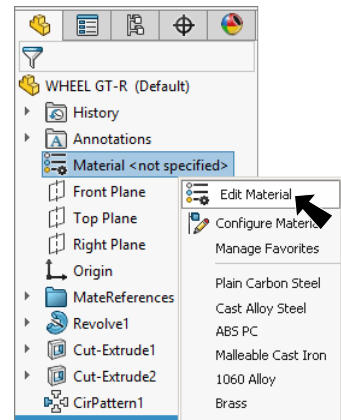 WHEEL GT-R (Default)
History
Annotations
Material <not specified>
Front Plane
Edit Material
Top Plane
Configure Material
Right Plane
Manage Favorites
Origin
Plain Carbon Steel
MateReferences
Cast Alloy Steel
Revolve1
ABS PC
Cut-Extrude1
Malleable Cast Iron
Cut-Extrude2
1060 Alloy
CirPattern1
Brass